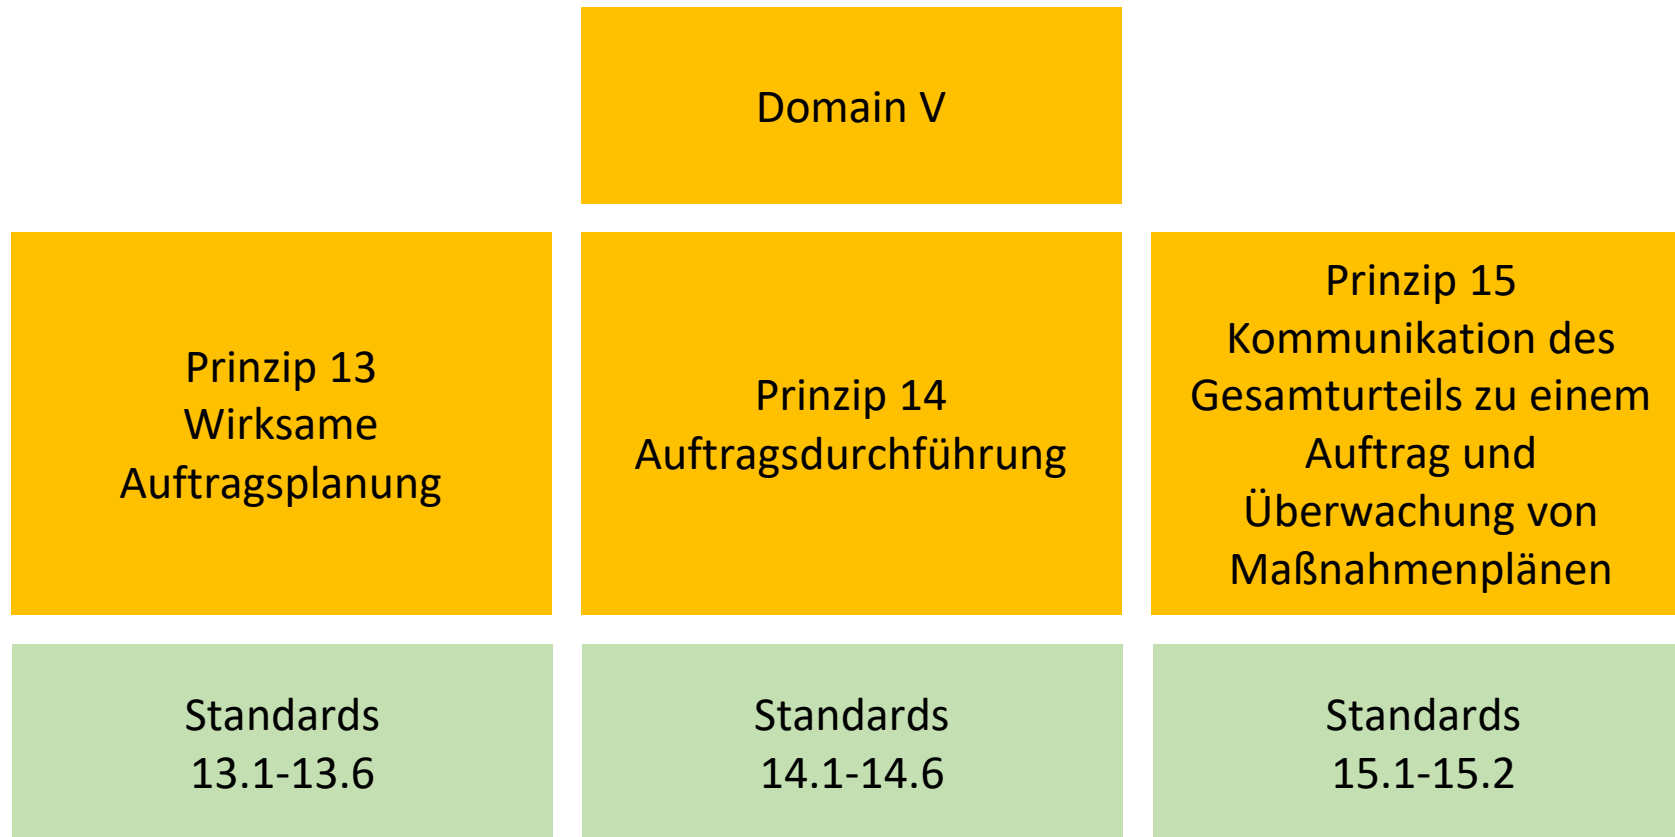 Domain V
Prinzip 13
Wirksame
Auftragsplanung
Prinzip 14
Auftragsdurchführung
Prinzip 15
Kommunikation des
Gesamturteils zu einem
Auftrag und
Überwachung von
Maßnahmenplänen
Standards
13.1-13.6
Standards
14.1-14.6
Standards
15.1-15.2